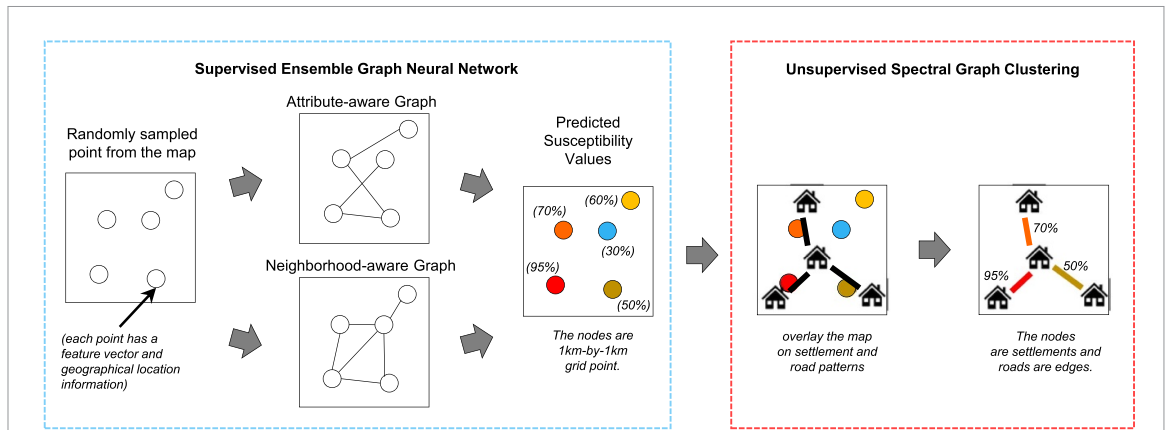 Supervised Ensemble Graph Neural Network
Randomly sampled
point from the map
(each point has a
feature vector and
geographical location
information)
Attribute-aware Graph
Neighborhood-aware Graph
Predicted
Susceptibility
Values
(60%)
(70%)
(30%)
(95%)
(50%)
The nodes are
1km-by-1km
grid point.
Unsupervised Spectral Graph Clustering
overlay the map
on settlement and
road patterns
70%
95%
50%
The nodes
are settlements and
roads are edges.